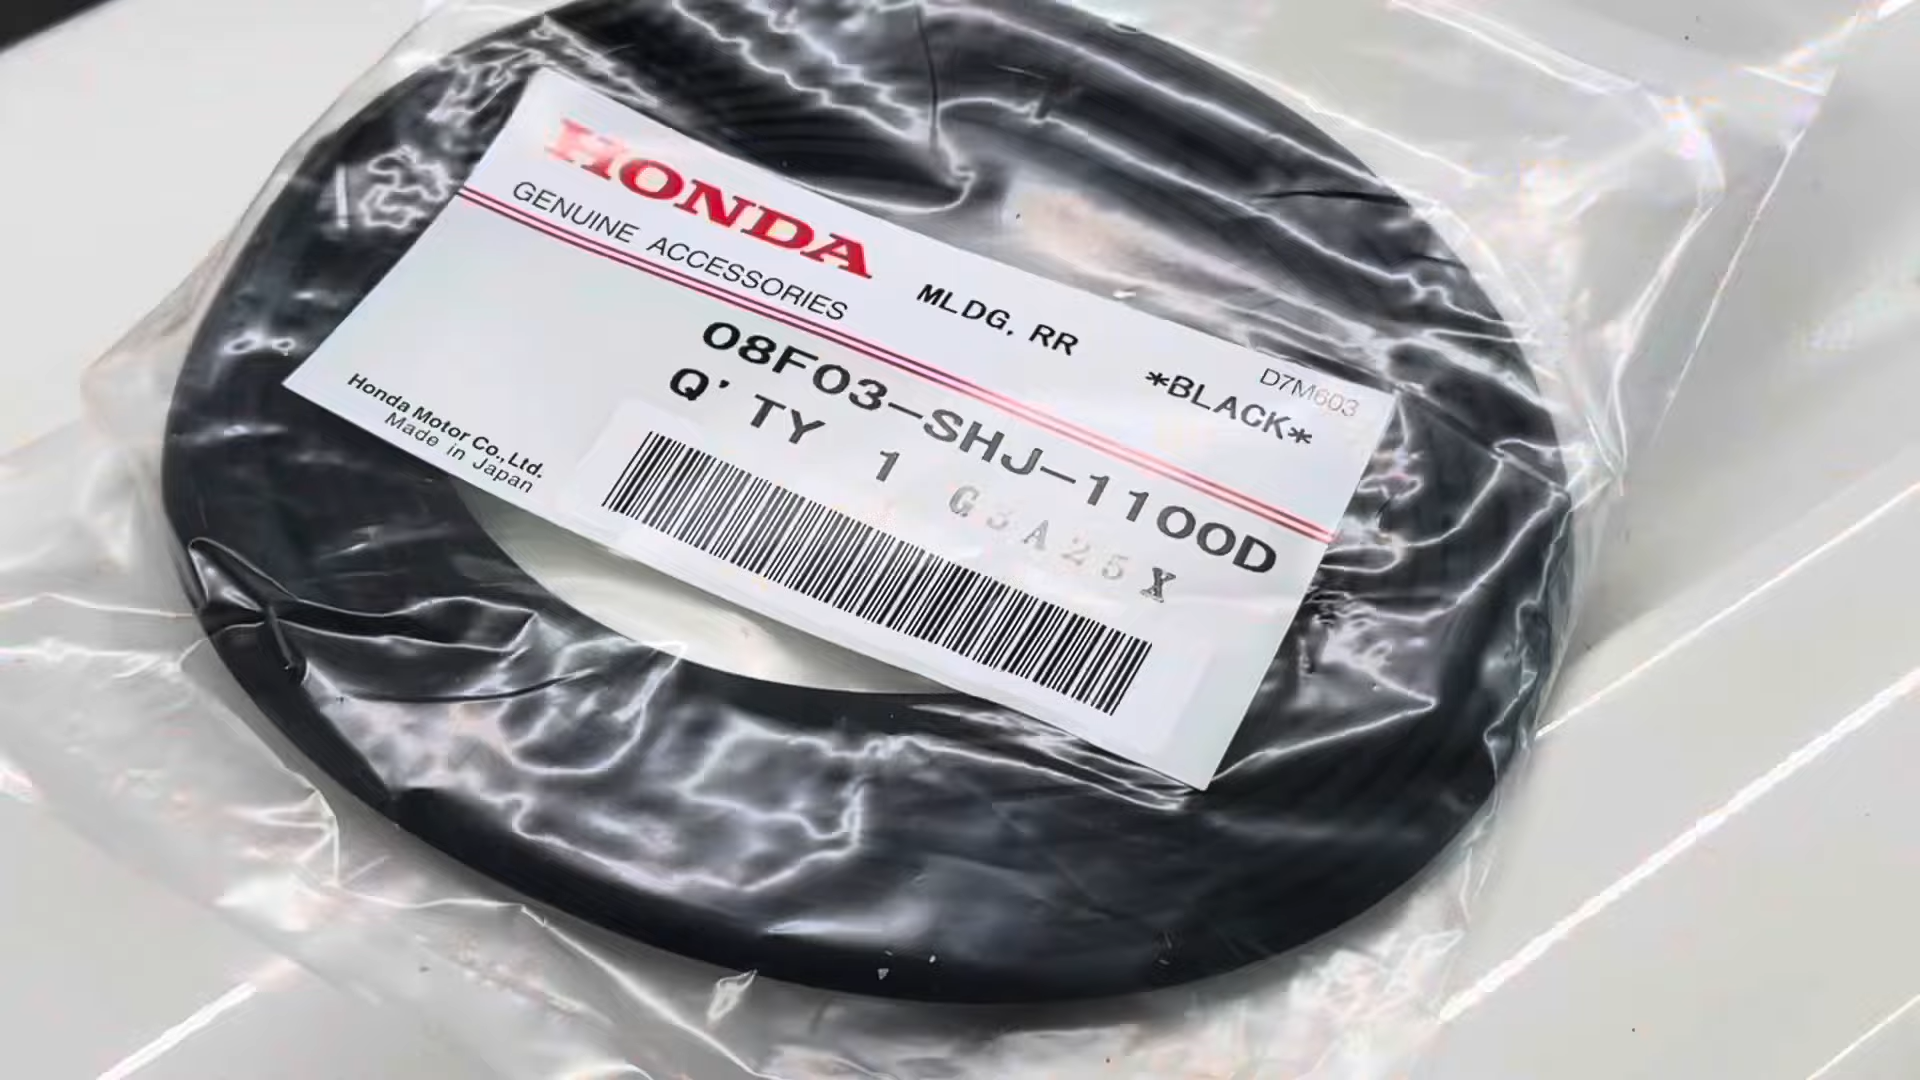 HONDA
GENUINE ACCESSORIES
MLDG, RR
D7M603
*BLACK*
08F03-SHJ-1100D
Q'TY 1
G3A25X
Honda Motor Co., Ltd.
Made in Japan